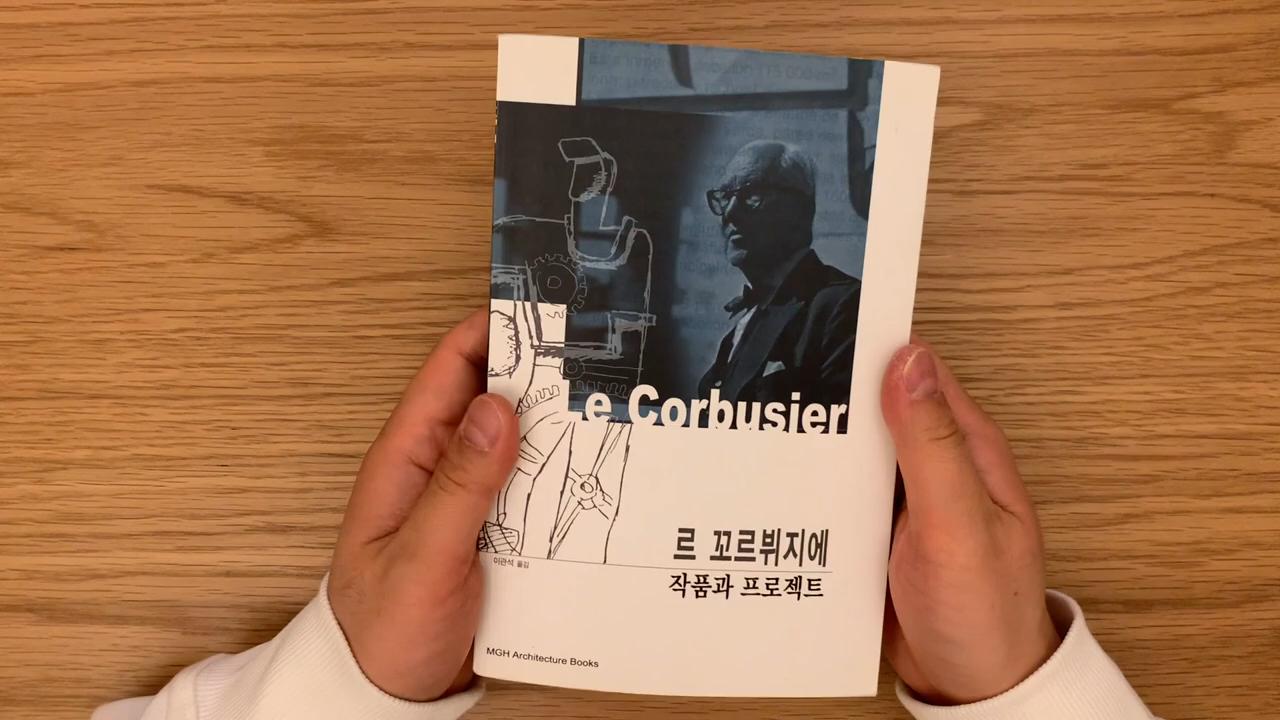 Le Corbusier
르 꼬르뷔지에
이관석 옮김
작품과 프로젝트
MGH Architecture Books